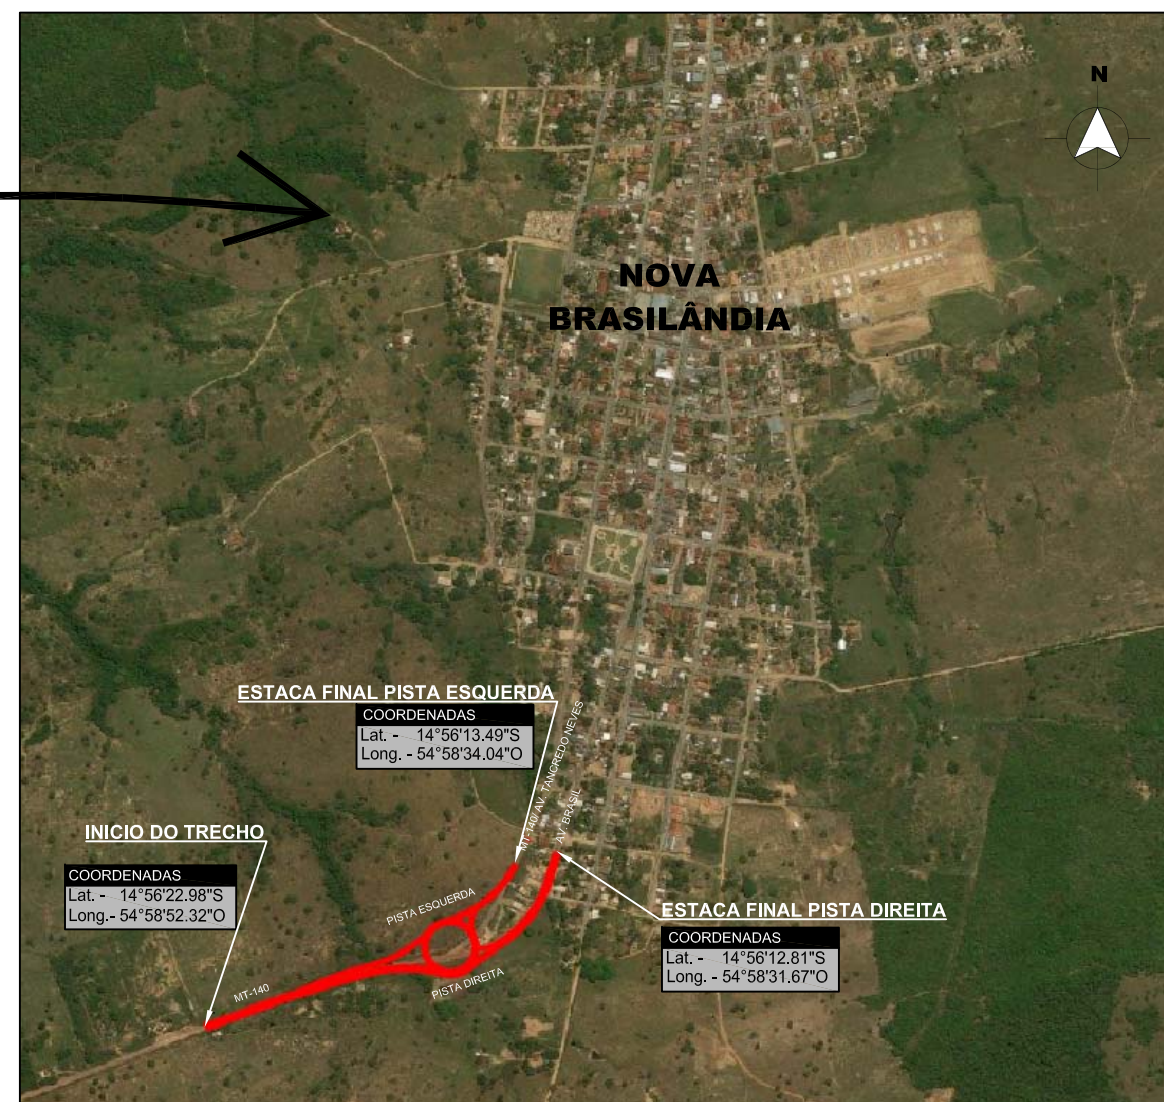 N
NOVA
BRASILÂNDIA
ESTACA FINAL PISTA ESQUERDA
COORDENADAS
Lat. - 14°56'13.49"S
Long. - 54°58'34.04"O
MT-140/ AV. TANCREDO NEVES
AV. BRASIL
INICIO DO TRECHO
COORDENADAS
Lat. - 14°56'22.98"S
Long.- 54°58'52.32"O
PISTA ESQUERDA
ESTACA FINAL PISTA DIREITA
COORDENADAS
Lat. - 14°56'12.81"S
Long. - 54°58'31.67"O
PISTA DIREITA
MT-140